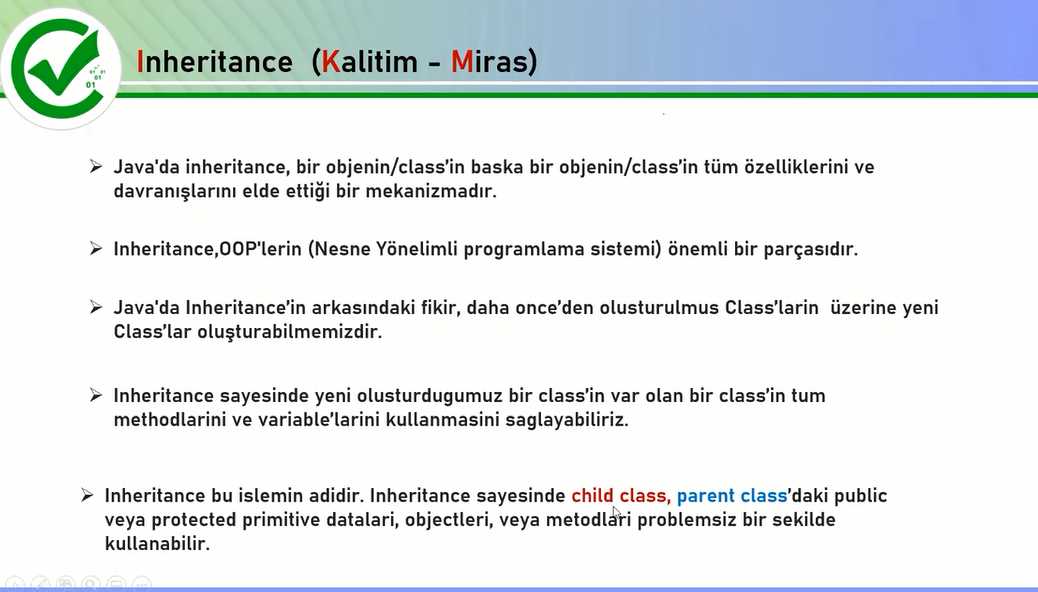 Inheritance (Kalitim - Miras)
01 01
01
01
Java'da inheritance, bir objenin/class'in baska bir objenin/class'in tüm özelliklerini ve
davranışlarını elde ettiği bir mekanizmadır.
Inheritance,OOP'lerin (Nesne Yönelimli programlama sistemi) önemli bir parçasıdır.
Java'da Inheritance'in arkasındaki fikir, daha once'den olusturulmus Class'larin üzerine yeni
Class'lar oluşturabilmemizdir.
Inheritance sayesinde yeni olusturdugumuz bir class'in var olan bir class'in tum
methodlarini ve variable'larini kullanmasini saglayabiliriz.
Inheritance bu islemin adidir. Inheritance sayesinde child class, parent class'daki public
veya protected primitive datalari, objectleri, veya metodlari problemsiz bir sekilde
kullanabilir.